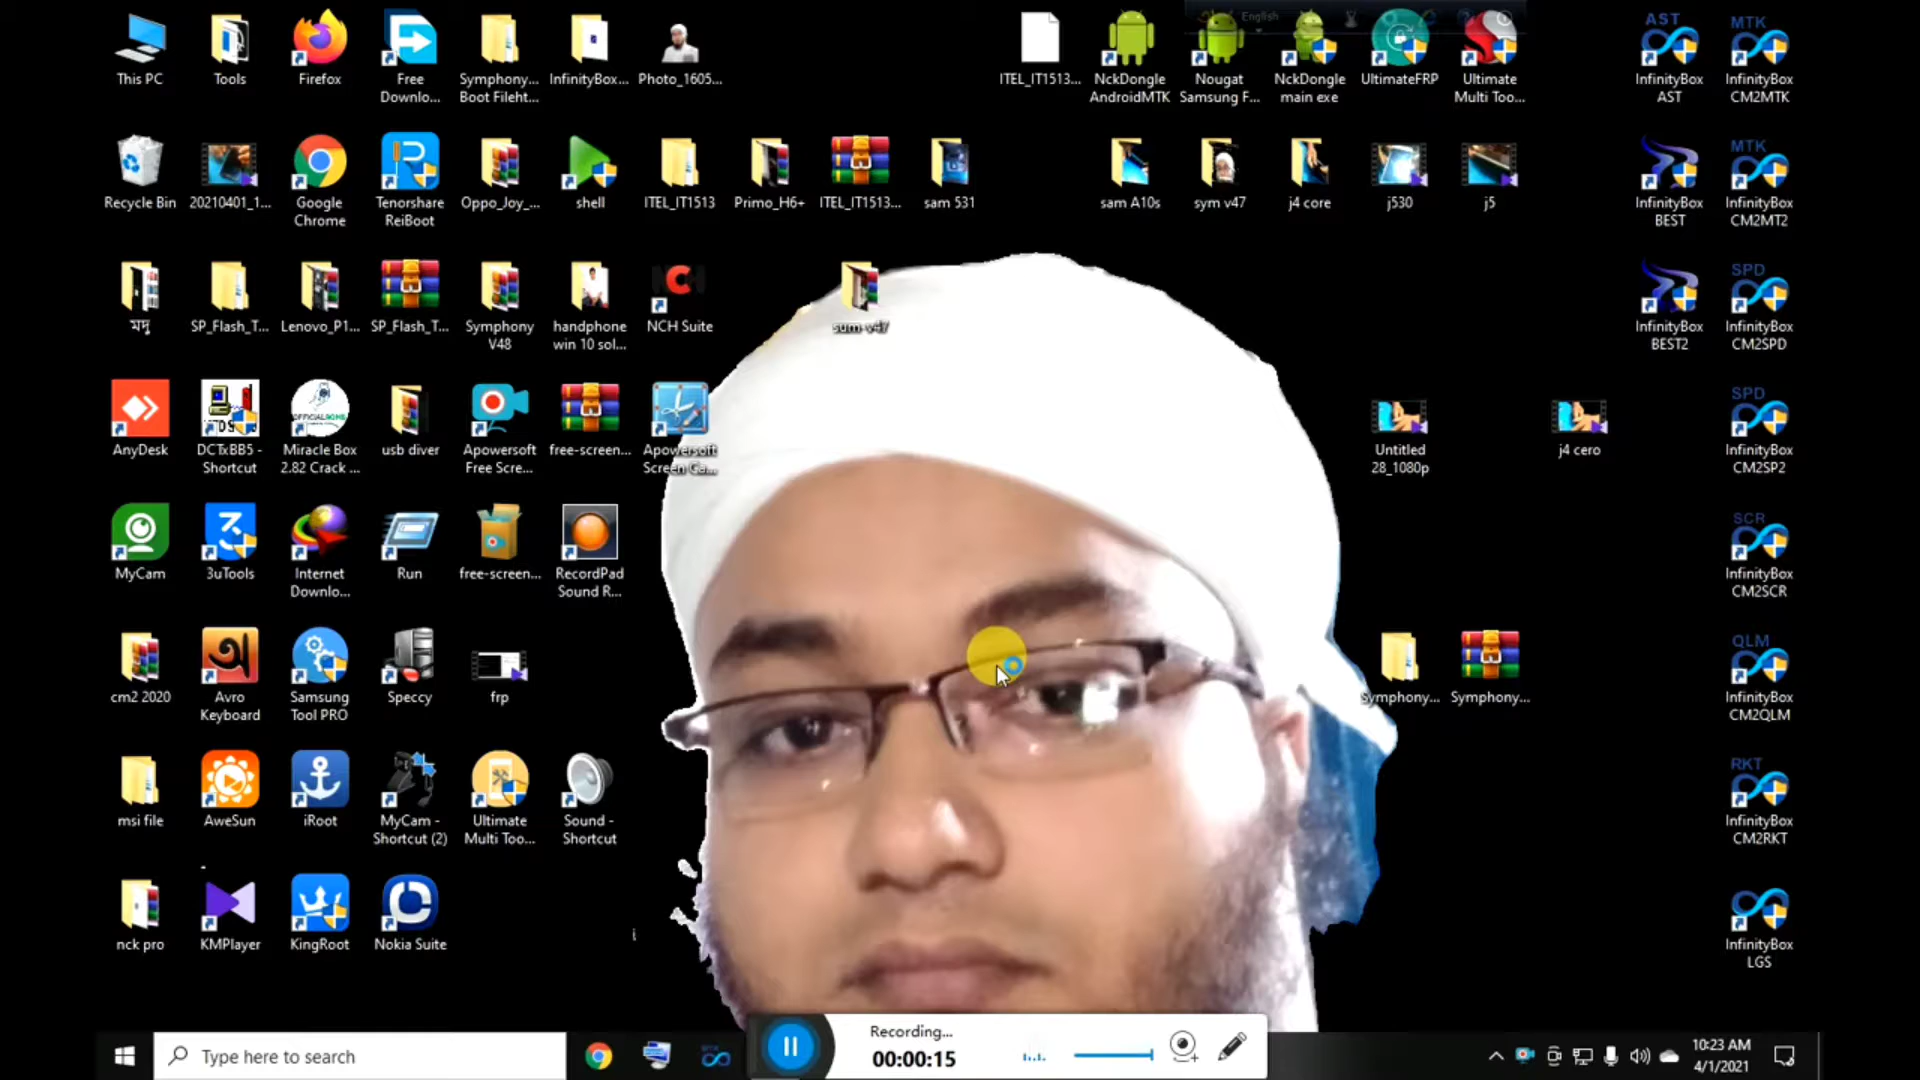 English
This PC
Tools
Firefox
Free
Downlo...
Symphony...
Boot Fileht...
InfinityBox...
Photo_1605...
ITEL_IT1513...
NckDongle
AndroidMTK
Nougat
Samsung F...
NckDongle
main exe
UltimateFRP
Ultimate
Multi Too...
AST
InfinityBox
AST
MTK
InfinityBox
CM2MTK
Recycle Bin
20210401_1...
Google
Chrome
Tenorshare
ReiBoot
Oppo_Joy_...
shell
ITEL_IT1513
Primo_H6+
ITEL_IT1513...
sam 531
sam A10s
sym v47
j4 core
j530
j5
InfinityBox
BEST
MTK
InfinityBox
CM2MT2
মদু
SP_Flash_T...
Lenovo_P1...
SP_Flash_T...
Symphony
V48
handphone
win 10 sol...
NCH
NCH Suite
sum v47
InfinityBox
BEST2
SPD
InfinityBox
CM2SPD
AnyDesk
DCTxBB5 -
Shortcut
Miracle Box
2.82 Crack ...
usb diver
Apowersoft
Free Scre...
free-screen...
Apowersoft
Screen Ca...
Untitled
28_1080p
j4 cero
SPD
InfinityBox
CM2SP2
MyCam
3uTools
Internet
Downlo...
Run
free-screen...
RecordPad
Sound R...
SCR
InfinityBox
CM2SCR
cm2 2020
অ
Avro
Keyboard
Samsung
Tool PRO
Speccy
frp
Symphony...
Symphony...
QLM
InfinityBox
CM2QLM
msi file
AweSun
iRoot
MyCam -
Shortcut (2)
Ultimate
Multi Too...
Sound -
Shortcut
RKT
InfinityBox
CM2RKT
nck pro
KMPlayer
KingRoot
Nokia Suite
InfinityBox
LGS
Type here to search
Recording...
00:00:15
10:23 AM
4/1/2021